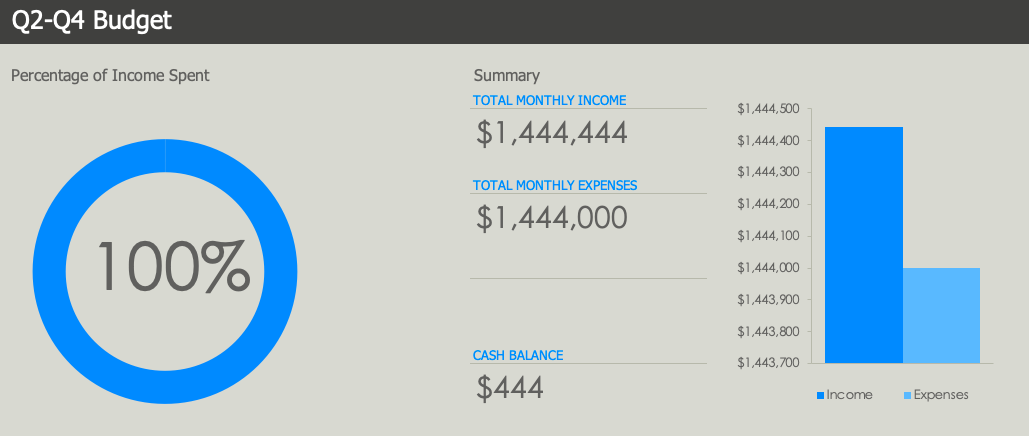 Q2-Q4 Budget
Percentage of Income Spent
100%
Summary
TOTAL MONTHLY INCOME
$1,444,444
TOTAL MONTHLY EXPENSES
$1,444,000
CASH BALANCE
$444
$1,444,500
$1,444,400
$1,444,300
$1,444,200
$1,444,100
$1,444,000
$1,443,900
$1,443,800
$1,443,700
Income
Expenses